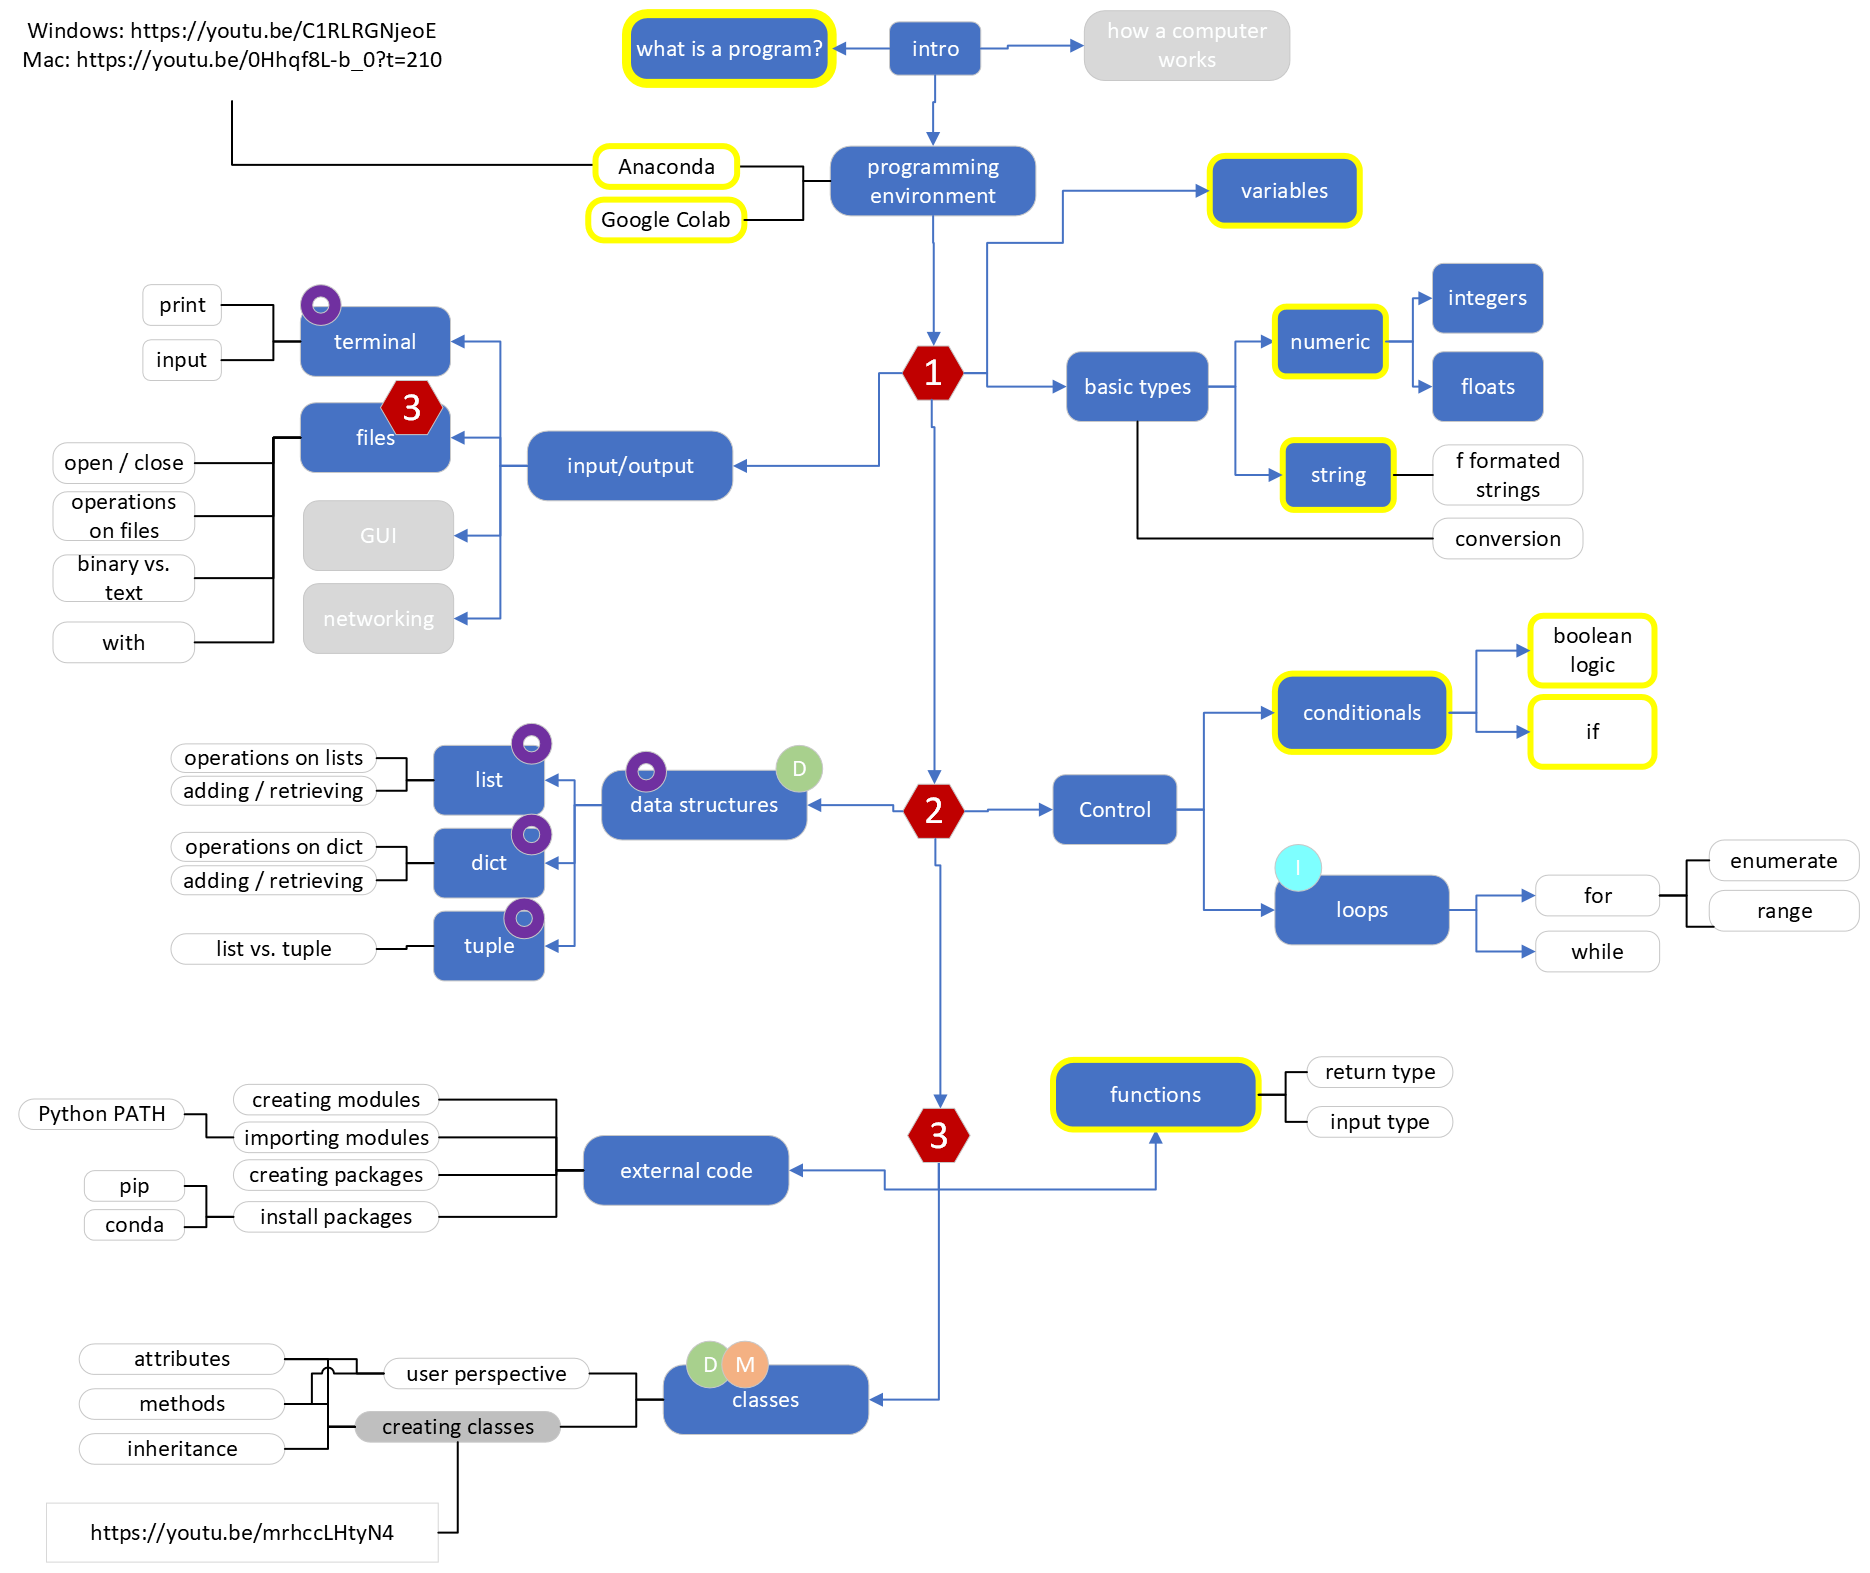 Windows: https://youtu.be/C1RLRGNjeoE
Mac: https://youtu.be/0Hhqf8L-b_0?t=210
what is a program?
intro
how a computer
works
Anaconda
Google Colab
programming
environment
variables
print
input
terminal
3
files
open / close
operations
on files
binary vs.
text
with
GUI
networking
input/output
1
basic types
numeric
integers
floats
string
f formated
strings
conversion
boolean
logic
if
conditionals
operations on lists
adding / retrieving
list
data structures
D
2
Control
operations on dict
adding / retrieving
dict
list vs. tuple
tuple
I
loops
for
while
enumerate
range
functions
return type
input type
3
creating modules
Python PATH
importing modules
creating packages
pip
conda
install packages
external code
attributes
methods
inheritance
user perspective
creating classes
D
M
classes
https://youtu.be/mrhccLHtyN4